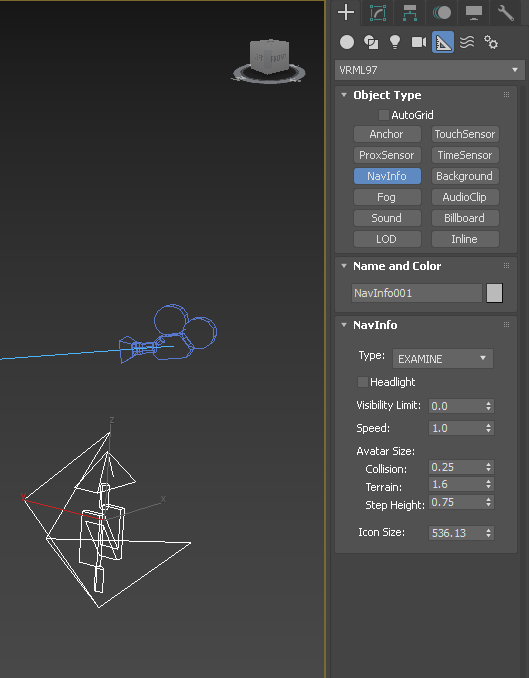 FRONT
z
x
y
VRML97
Object Type
AutoGrid
Anchor TouchSensor
ProxSensor TimeSensor
NavInfo Background
Fog AudioClip
Sound Billboard
LOD Inline
Name and Color
NavInfo001
NavInfo
Type: EXAMINE
Headlight
Visibility Limit: 0.0
Speed: 1.0
Avatar Size:
Collision: 0.25
Terrain: 1.6
Step Height: 0.75
Icon Size: 536.13